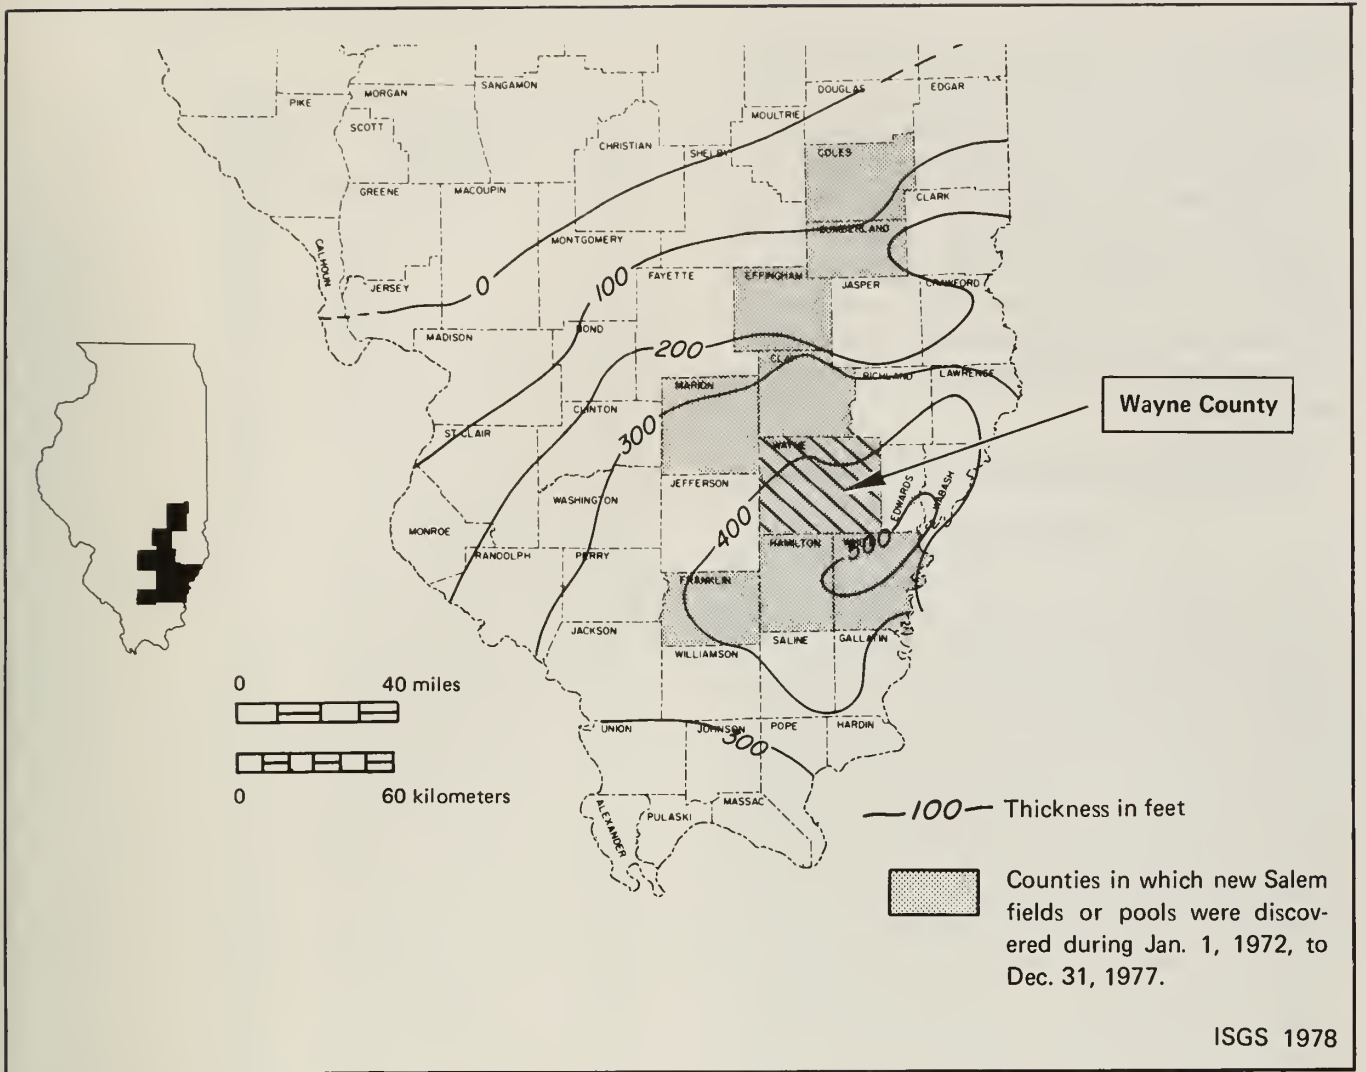 DOUGLAS
EDGAR
PIKE
MORGAN
SANGAMON
MOULTRIE
SCOTT
CHRISTIAN
SHELBY
COLES
GREENE
MACOUPIN
CLARK
CUMBERLAND
MONTGOMERY
CALHOUN
JERSEY
0
100
FAYETTE
EFFINGHAM
JASPER
CRAWFORD
MADISON
BOND
200
CLAY
RICHLAND
LAWRENCE
MARION
CLINTON
300
Wayne County
ST. CLAIR
WAYNE
JEFFERSON
WASHINGTON
EDWARDS
WABASH
400
MONROE
RANDOLPH
PERRY
HAMILTON
WHITE
500
FRANKLIN
JACKSON
WILLIAMSON
SALINE
GALLATIN
0 40 miles
0 60 kilometers
UNION
JOHNSON
POPE
HARDIN
300
ALEXANDER
PULASKI
MASSAC
100 Thickness in feet
Counties in which new Salem
fields or pools were discov-
ered during Jan. 1, 1972, to
Dec. 31, 1977.
ISGS 1978